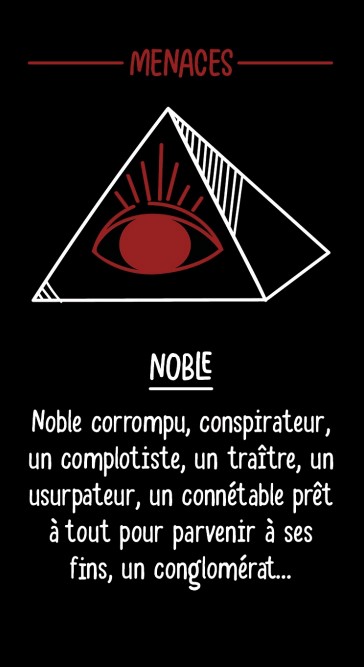 MENACES
NOBLE
Noble corrompu, conspirateur,
un complotiste, un traître, un
usurpateur, un connétable prêt
à tout pour parvenir à ses
fins, un conglomérat...